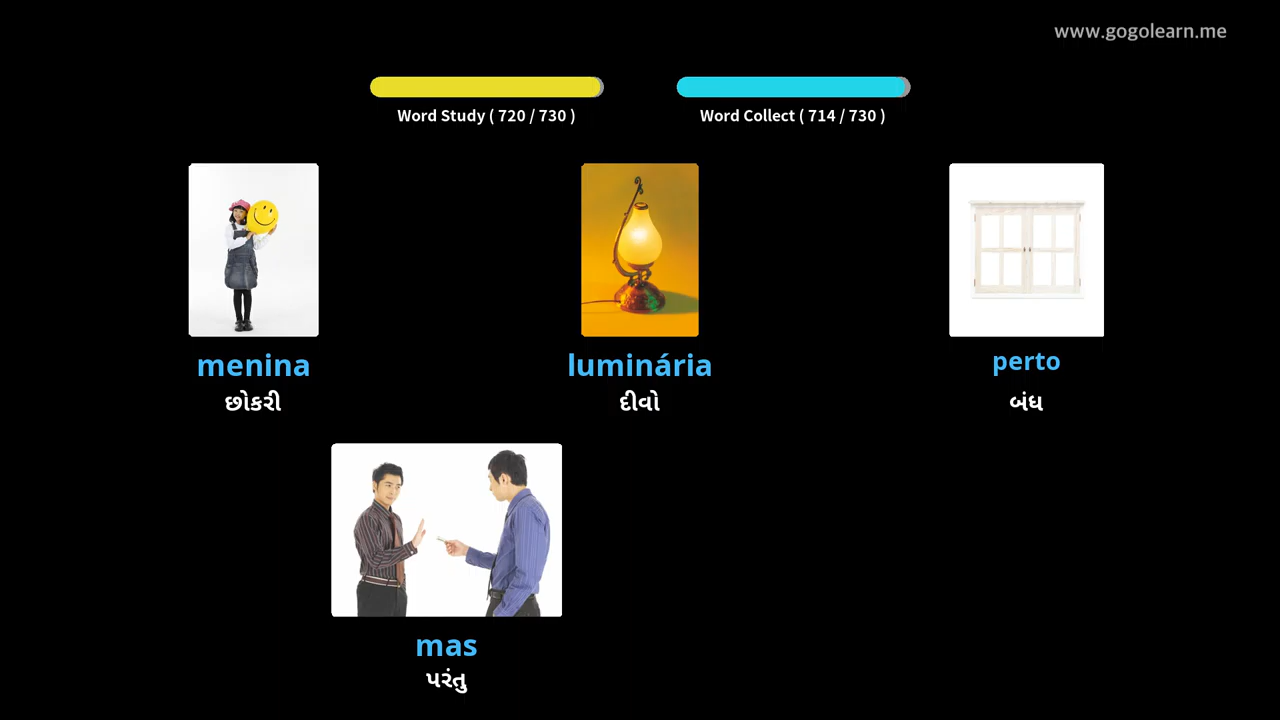 www.gogolearn.me
Word Study ( 720 / 730 )
Word Collect ( 714 / 730 )
menina
છોકરી
luminária
દીવો
perto
બંધ
mas
પરંતુ